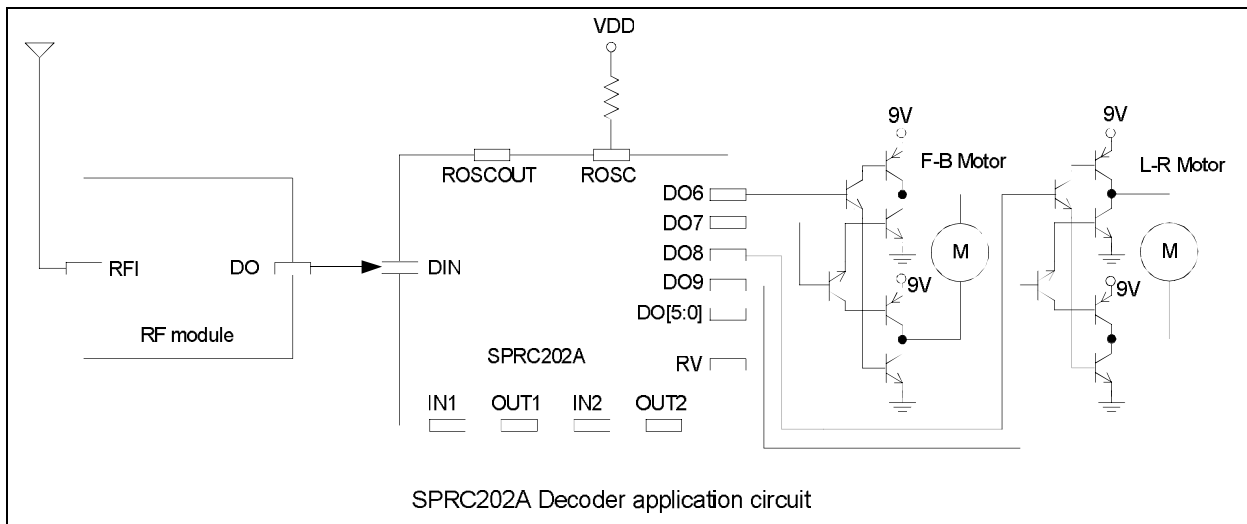 VDD
9V
F-B Motor
9V
L-R Motor
ROSCOUT
ROSC
DO6
DO7
DO8
DO9
DO[5:0]
RV
M
M
9V
9V
RFI
DO
DIN
RF module
SPRC202A
IN1
OUT1
IN2
OUT2
SPRC202A Decoder application circuit